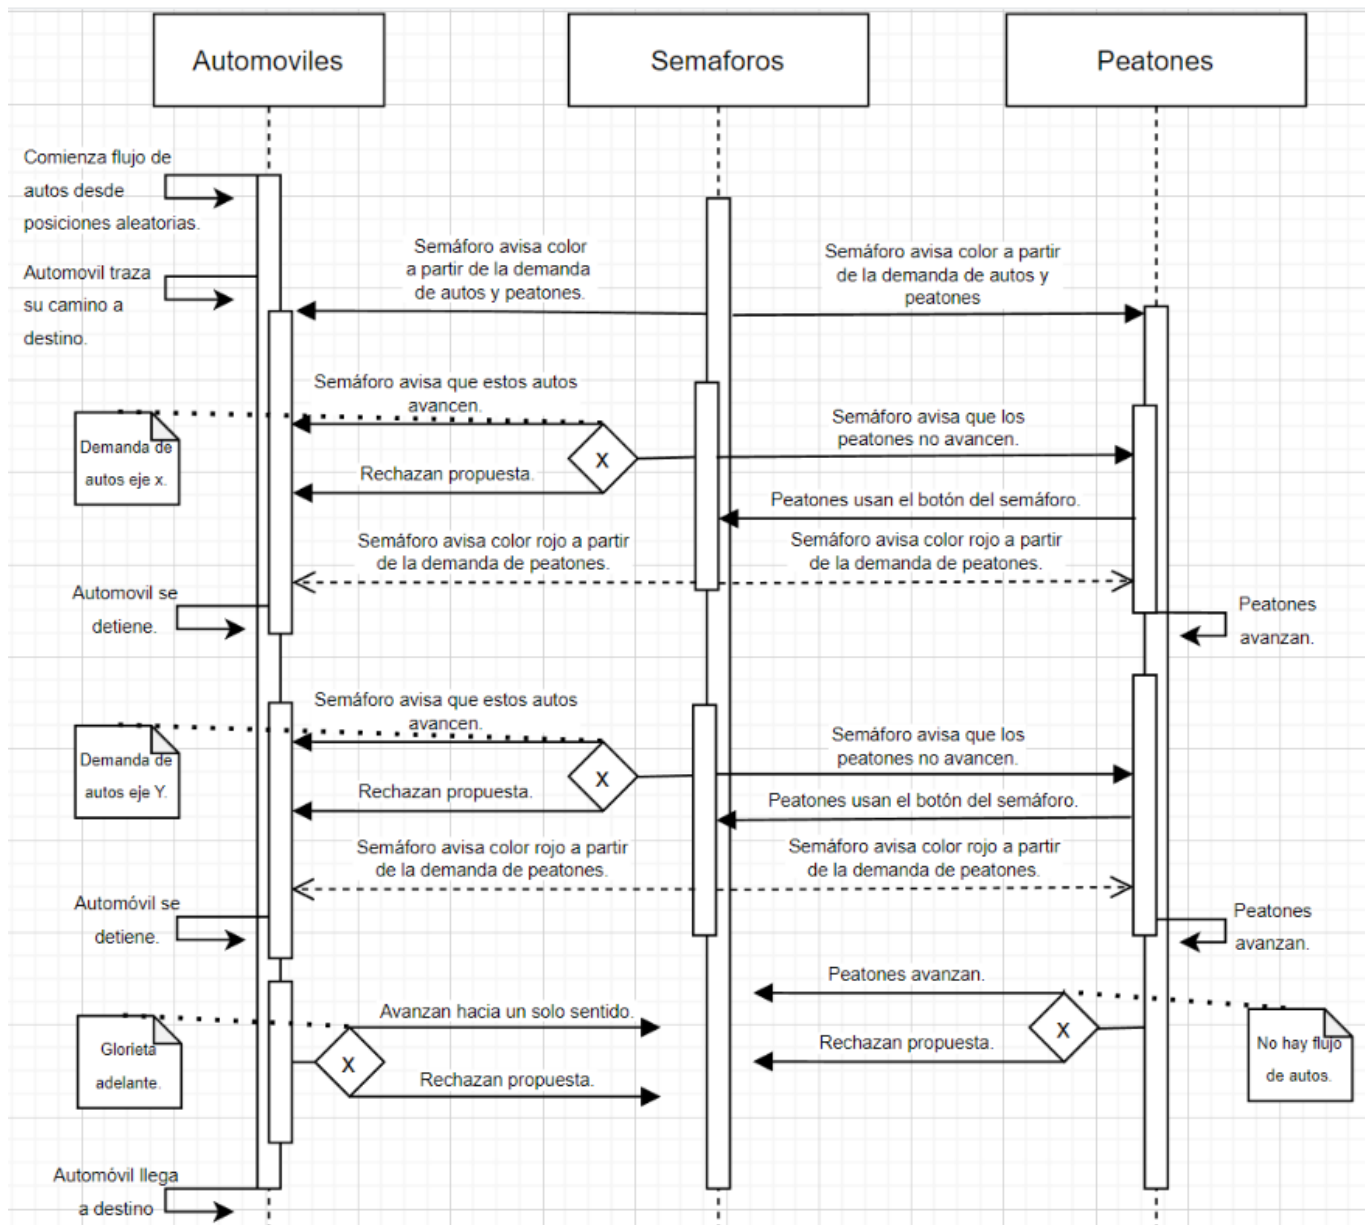 Automoviles
Semaforos
Peatones
Comienza flujo de
autos desde
posiciones aleatorias.
Automovil traza
su camino a
destino.
Semáforo avisa color
a partir de la demanda
de autos y peatones.
Semáforo avisa color a partir
de la demanda de autos y
peatones
Semáforo avisa que estos autos
avancen.
Demanda de
autos eje x.
X
Semáforo avisa que los
peatones no avancen.
Rechazan propuesta.
Peatones usan el botón del semáforo.
Semáforo avisa color rojo a partir
de la demanda de peatones.
Semáforo avisa color rojo a partir
de la demanda de peatones.
Automovil se
detiene.
Peatones
avanzan.
Semáforo avisa que estos autos
avancen.
Demanda de
autos eje Y.
X
Semáforo avisa que los
peatones no avancen.
Rechazan propuesta.
Peatones usan el botón del semáforo.
Semáforo avisa color rojo a partir
de la demanda de peatones.
Semáforo avisa color rojo a partir
de la demanda de peatones.
Automóvil se
detiene.
Peatones
avanzan.
Peatones avanzan.
Avanzan hacia un solo sentido.
Glorieta
adelante.
X
X
No hay flujo
de autos.
Rechazan propuesta.
Rechazan propuesta.
Automóvil llega
a destino